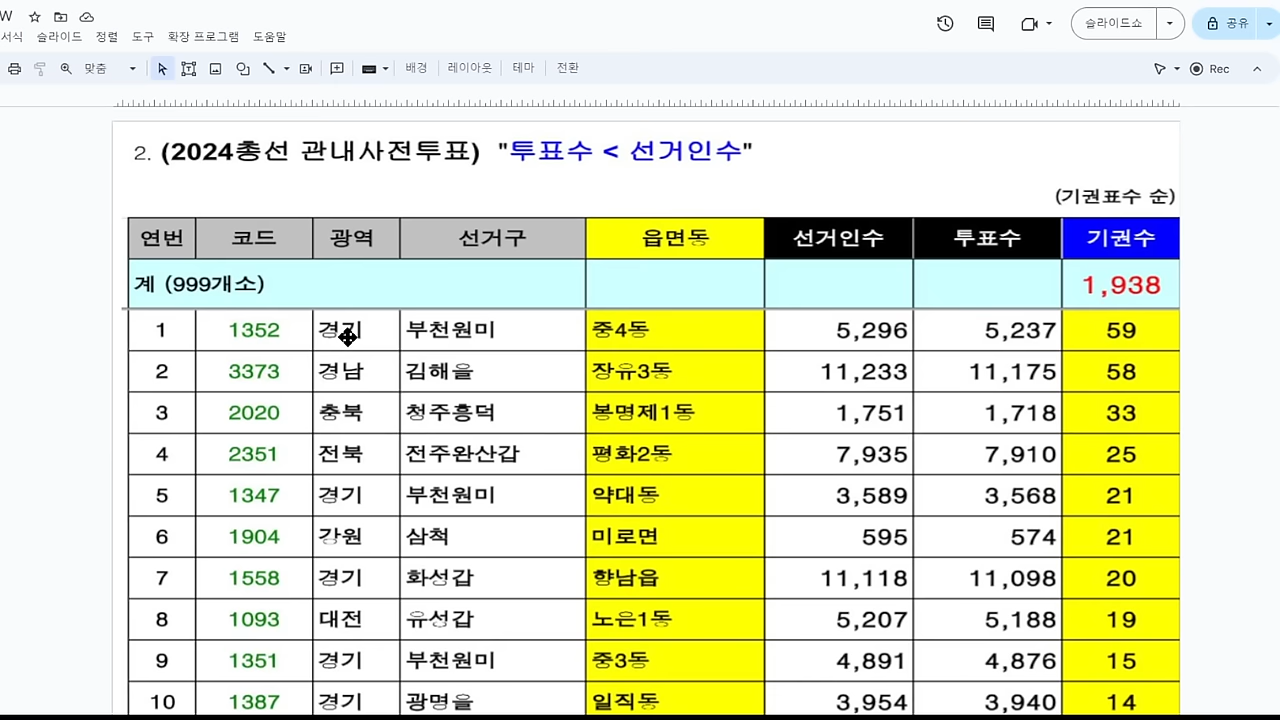 W
서식 슬라이드 정렬 도구 확장 프로그램 도움말
슬라이드쇼 공유
맞춤 배경 레이아웃 테마 전환 Rec
2. (2024총선 관내사전투표) "투표수 < 선거인수"
(기권표수 순)
연번 코드 광역 선거구 읍면동 선거인수 투표수 기권수
계 (999개소) 1,938
1 1352 경기 부천원미 중4동 5,296 5,237 59
2 3373 경남 김해을 장유3동 11,233 11,175 58
3 2020 충북 청주흥덕 봉명제1동 1,751 1,718 33
4 2351 전북 전주완산갑 평화2동 7,935 7,910 25
5 1347 경기 부천원미 약대동 3,589 3,568 21
6 1904 강원 삼척 미로면 595 574 21
7 1558 경기 화성갑 향남읍 11,118 11,098 20
8 1093 대전 유성갑 노은1동 5,207 5,188 19
9 1351 경기 부천원미 중3동 4,891 4,876 15
10 1387 경기 광명을 일직동 3,954 3,940 14